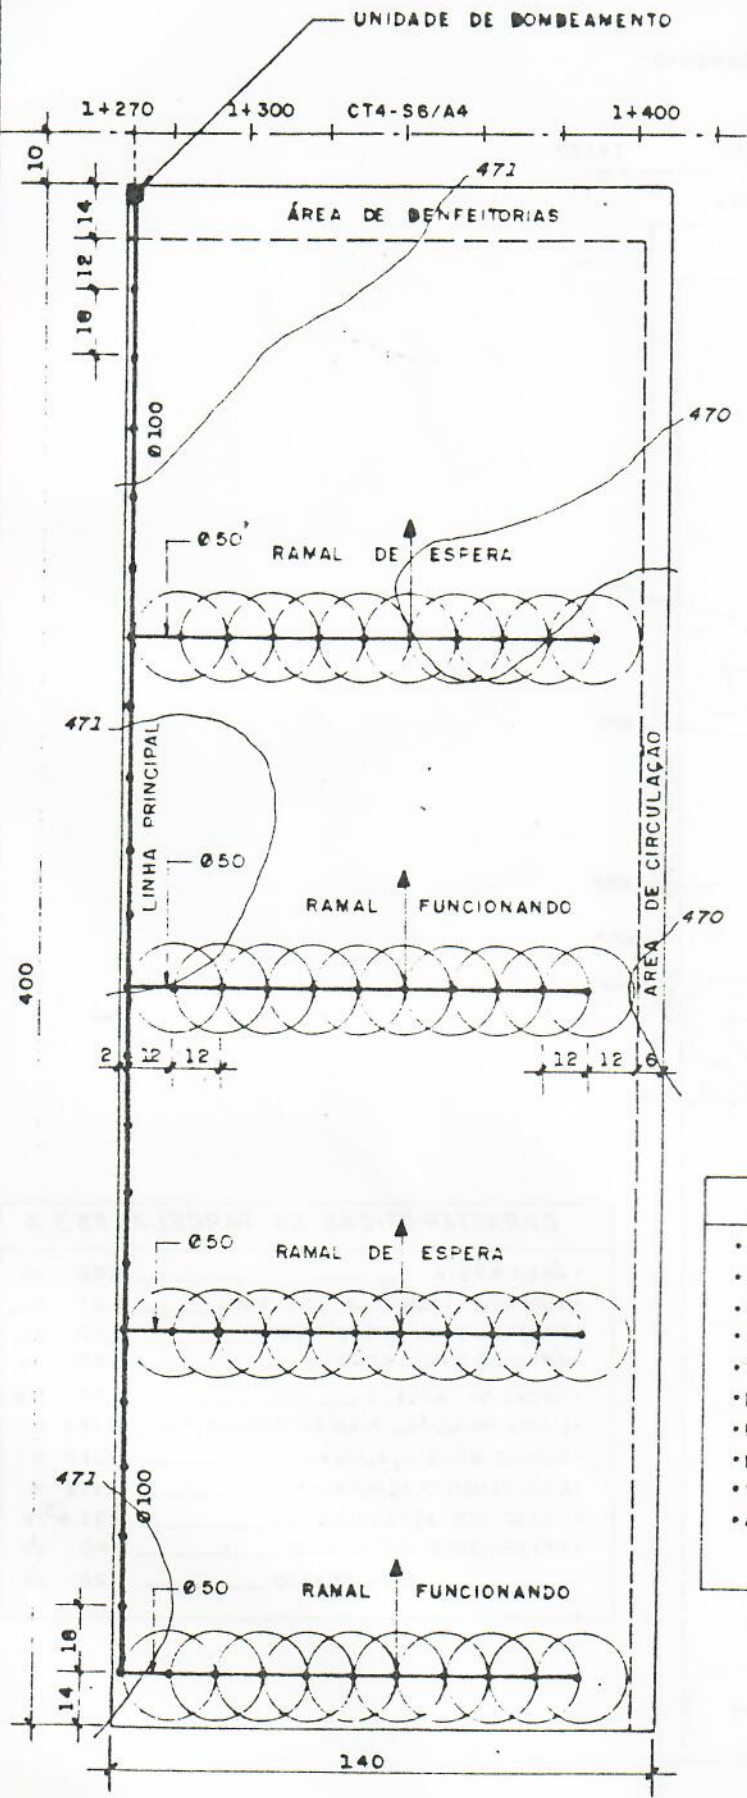 UNIDADE DE BOMBEAMENTO
1+270 1+300 CT4-S6/A4 1+400
10
471
14
ÁREA DE BENFEITORIAS
12
18
Ø100
470
Ø50
RAMAL DE ESPERA
471
LINHA PRINCIPAL
ÁREA DE CIRCULAÇÃO
Ø50
RAMAL FUNCIONANDO
470
400
2 12 12 12 12 6
Ø50
RAMAL DE ESPERA
471
Ø100
Ø50
RAMAL FUNCIONANDO
18
14
140